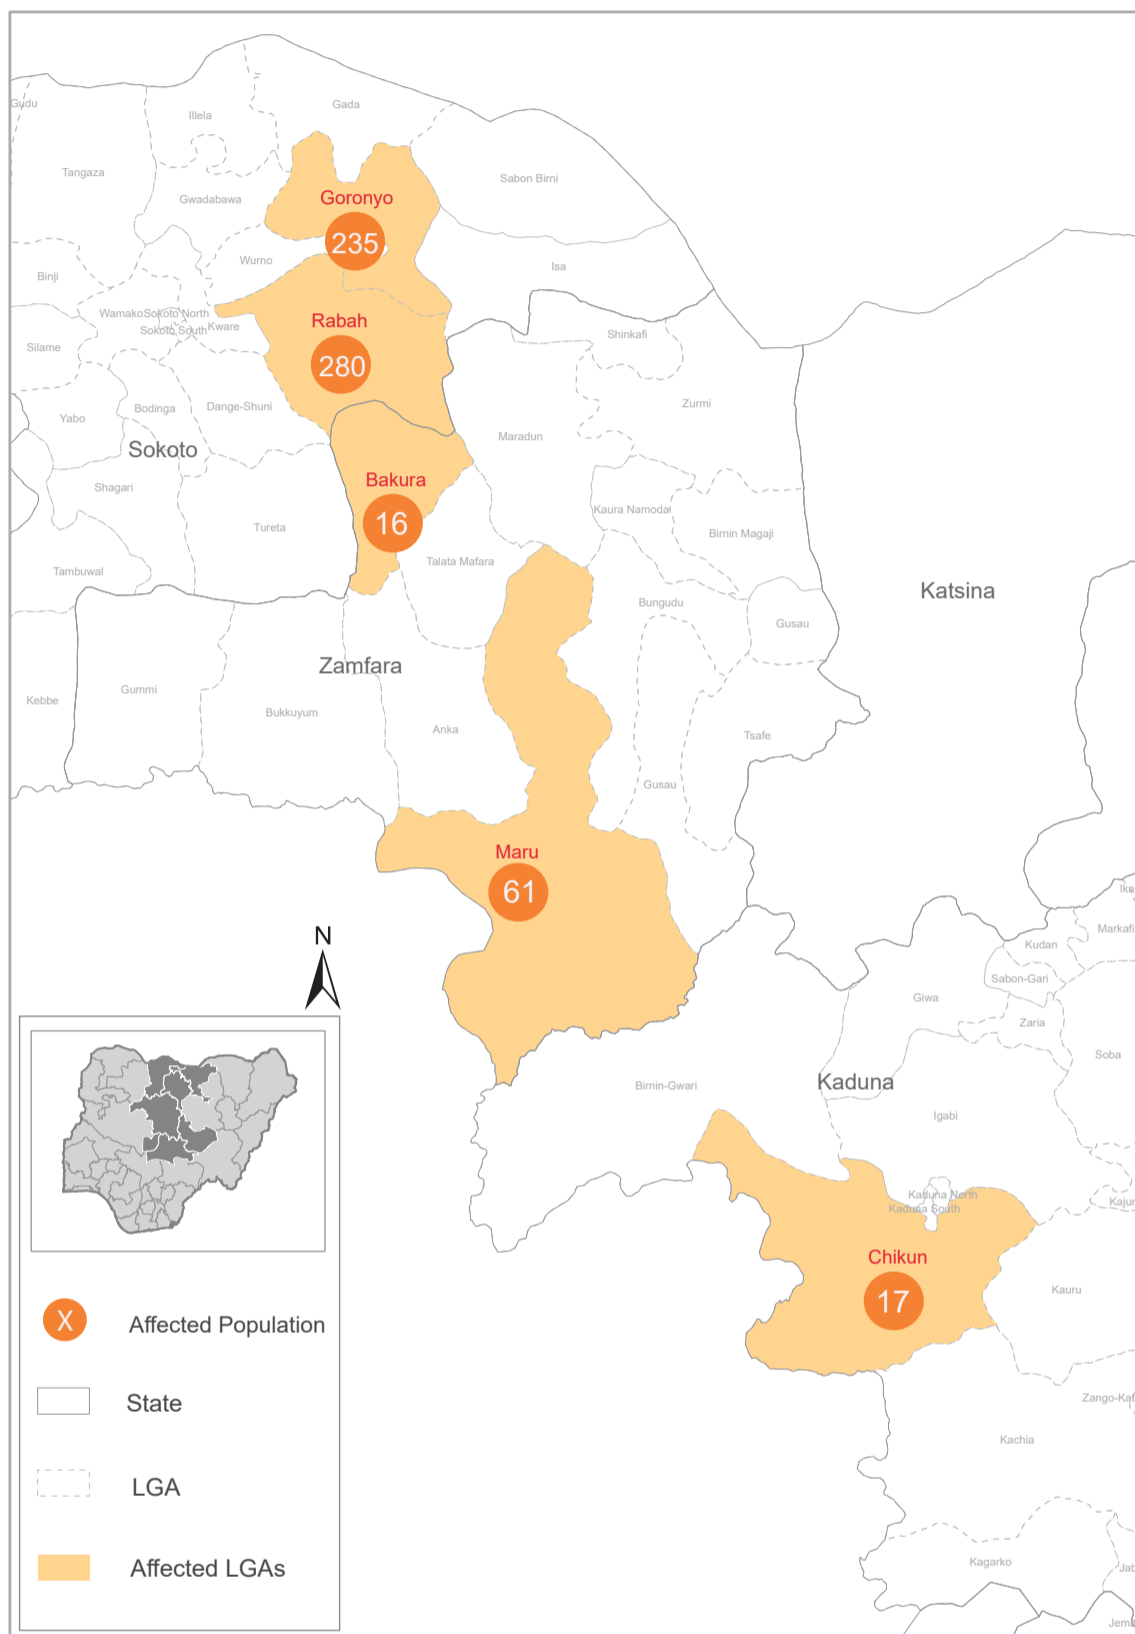 Gudu
Illela
Gada
Tangaza
Sabon Birni
Gwadabawa
Goronyo
235
Wurno
Isa
Binji
Wamako
Sokoto North
Sokoto South
Kware
Rabah
280
Shinkafi
Silame
Zurmi
Yabo
Bodinga
Dange-Shuni
Maradun
Sokoto
Bakura
16
Shagari
Kaura Namoda
Tureta
Birnin Magaji
Talata Mafara
Tambuwal
Katsina
Bungudu
Gusau
Zamfara
Kebbe
Gummi
Bukkuyum
Anka
Tsafe
Gusau
Maru
61
Markafi
Kudan
Sabon-Gari
Giwa
Zaria
Soba
Birnin-Gwari
Kaduna
Igabi
Kaduna North
Kaduna South
Chikun
17
Kauru
Kachia
Kagarko
N
X
Affected Population
State
LGA
Affected LGAs